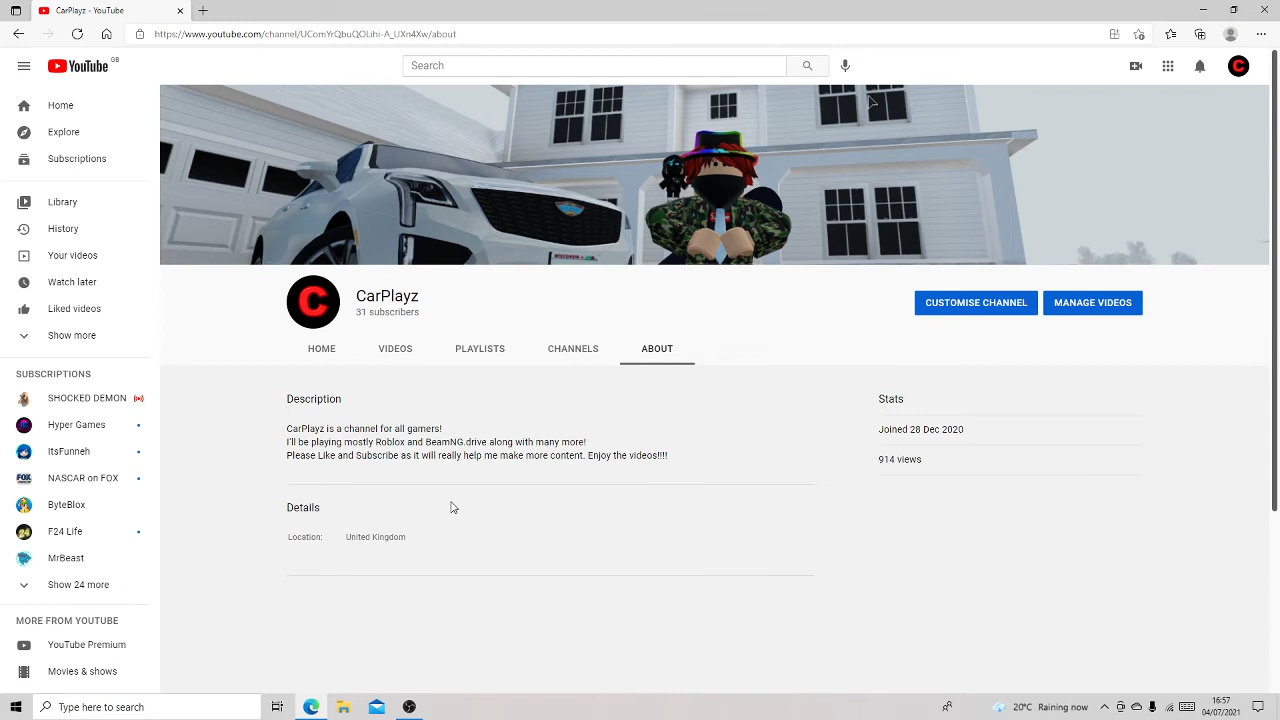 CarPlayz - YouTube
https://www.youtube.com/channel/UComYrQbuQOLihi-A_UXn4Xw/about
YouTube GB
Search
C
Home
Explore
Subscriptions
Library
History
Your videos
Watch later
Liked videos
Show more
SUBSCRIPTIONS
SHOCKED DEMON
Hyper Games
ItsFunneh
NASCAR on FOX
ByteBlox
F24 Life
MrBeast
Show 24 more
MORE FROM YOUTUBE
YouTube Premium
Movies & shows
WISCONSIN
C
CarPlayz
31 subscribers
CUSTOMISE CHANNEL
MANAGE VIDEOS
HOME
VIDEOS
PLAYLISTS
CHANNELS
ABOUT
Description
CarPlayz is a channel for all gamers!
I'll be playing mostly Roblox and BeamNG.drive along with many more!
Please Like and Subscribe as it will really help me make more content. Enjoy the videos!!!!
Details
Location: United Kingdom
Stats
Joined 28 Dec 2020
914 views
Type here to search
20°C Raining now
16:57
04/07/2021